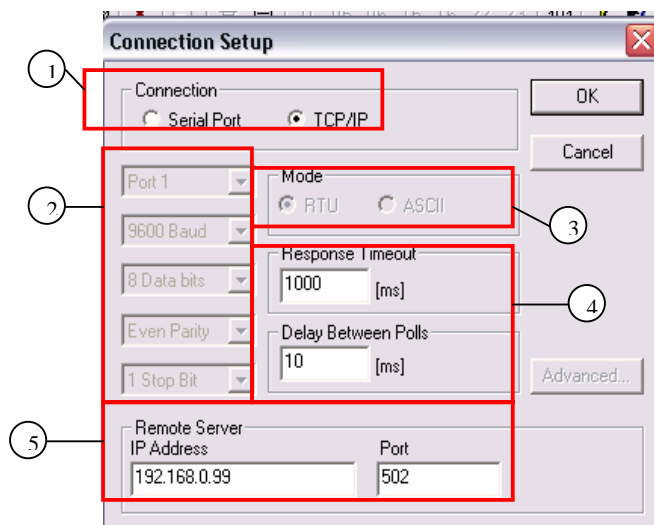 Connection Setup
1
Connection
Serial Port TCP/IP
OK
Cancel
2
Port 1
9600 Baud
8 Data bits
Even Parity
1 Stop Bit
Mode
RTU ASCII
3
Response Timeout
1000 [ms]
4
Delay Between Polls
10 [ms]
Advanced...
5
Remote Server
IP Address Port
192.168.0.99 502